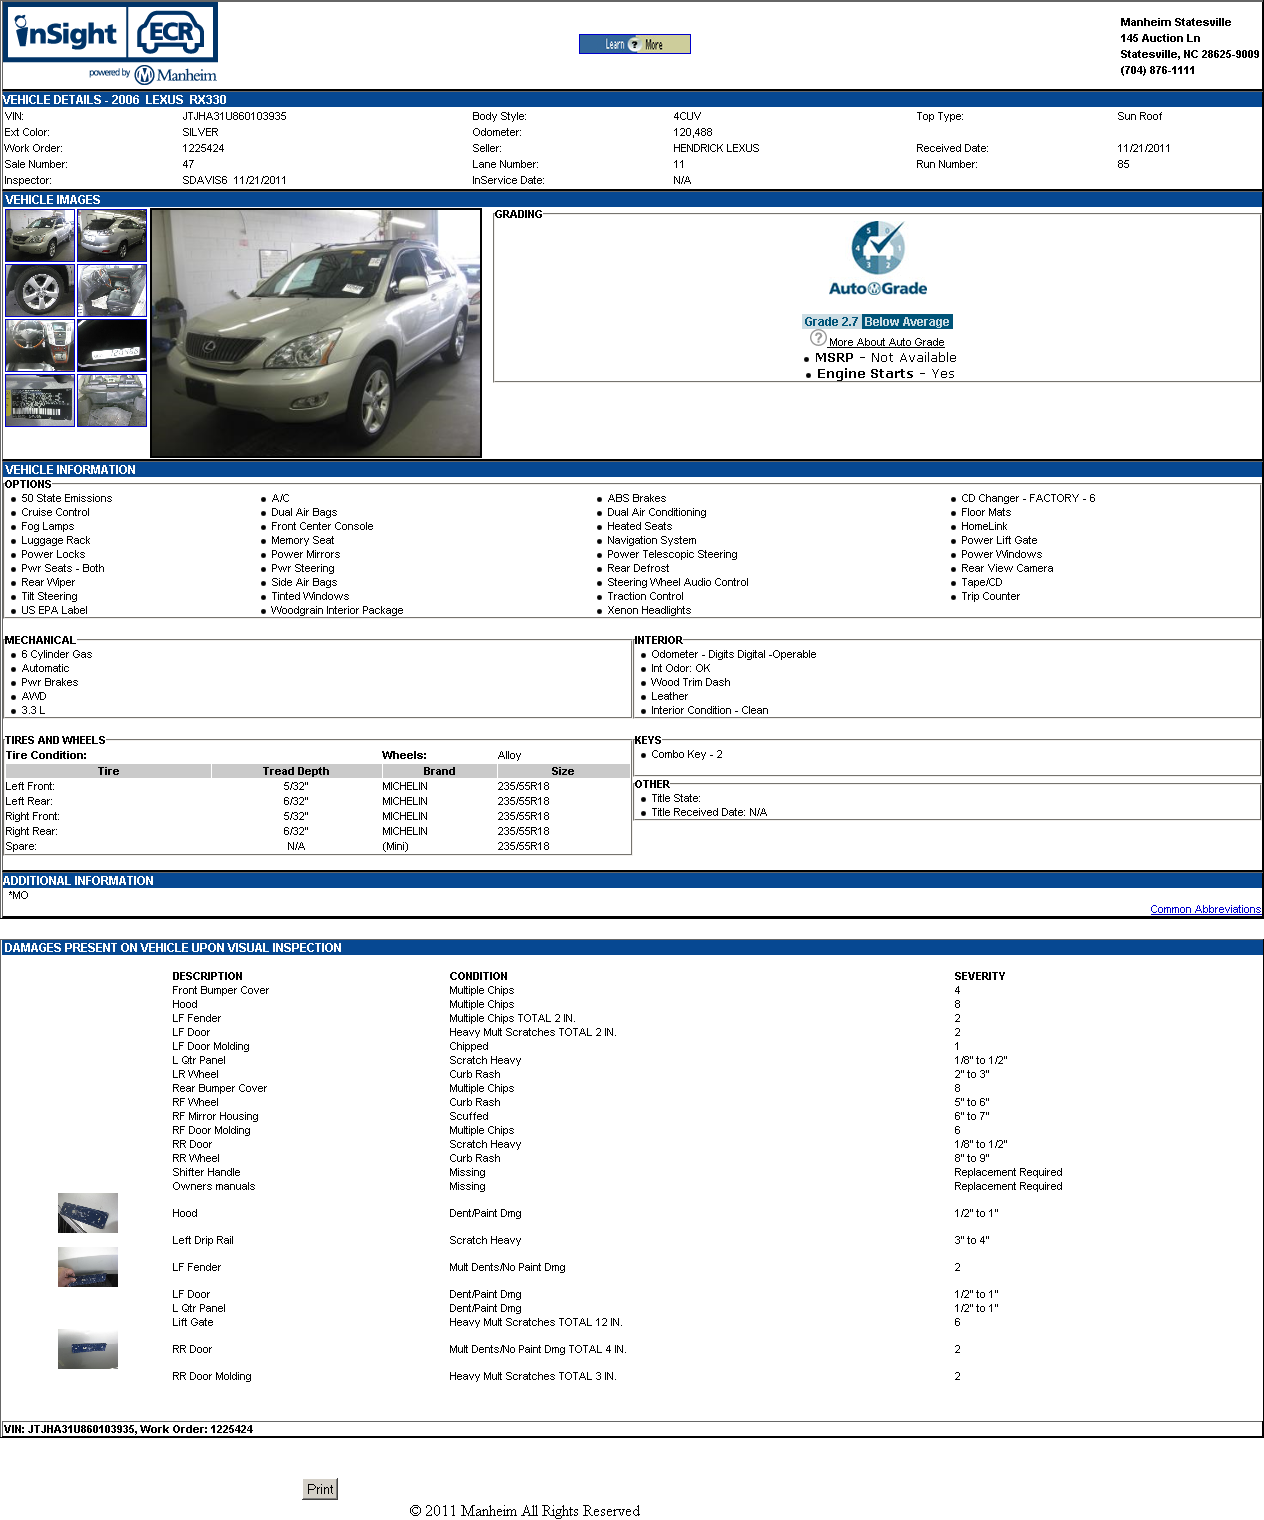 inSight ECR
powered by Manheim
Learn ? More
Manheim Statesville
145 Auction Ln
Statesville, NC 28625-9009
(704) 876-1111
VEHICLE DETAILS - 2006 LEXUS RX330
VIN: JTJHA31U860103935 Body Style: 4CUV Top Type: Sun Roof
Ext Color: SILVER Odometer: 120,488
Work Order: 1225424 Seller: HENDRICK LEXUS Received Date: 11/21/2011
Sale Number: 47 Lane Number: 11 Run Number: 85
Inspector: SDAVIS6 11/21/2011 InService Date: N/A
VEHICLE IMAGES
GRADING
5 0 4 1 3 2
AutoGrade
Grade 2.7 Below Average
? More About Auto Grade
• MSRP - Not Available
• Engine Starts - Yes
VEHICLE INFORMATION
OPTIONS
• 50 State Emissions • A/C • ABS Brakes • CD Changer - FACTORY - 6
• Cruise Control • Dual Air Bags • Dual Air Conditioning • Floor Mats
• Fog Lamps • Front Center Console • Heated Seats • HomeLink
• Luggage Rack • Memory Seat • Navigation System • Power Lift Gate
• Power Locks • Power Mirrors • Power Telescopic Steering • Power Windows
• Pwr Seats - Both • Pwr Steering • Rear Defrost • Rear View Camera
• Rear Wiper • Side Air Bags • Steering Wheel Audio Control • Tape/CD
• Tilt Steering • Tinted Windows • Traction Control • Trip Counter
• US EPA Label • Woodgrain Interior Package • Xenon Headlights
MECHANICAL
• 6 Cylinder Gas
• Automatic
• Pwr Brakes
• AWD
• 3.3 L
INTERIOR
• Odometer - Digits Digital -Operable
• Int Odor: OK
• Wood Trim Dash
• Leather
• Interior Condition - Clean
TIRES AND WHEELS
Tire Condition: Wheels: Alloy
Tire Tread Depth Brand Size
Left Front: 5/32" MICHELIN 235/55R18
Left Rear: 6/32" MICHELIN 235/55R18
Right Front: 5/32" MICHELIN 235/55R18
Right Rear: 6/32" MICHELIN 235/55R18
Spare: N/A (Mini) 235/55R18
KEYS
• Combo Key - 2
OTHER
• Title State:
• Title Received Date: N/A
ADDITIONAL INFORMATION
*MO
Common Abbreviations
DAMAGES PRESENT ON VEHICLE UPON VISUAL INSPECTION
DESCRIPTION CONDITION SEVERITY
Front Bumper Cover Multiple Chips 4
Hood Multiple Chips 8
LF Fender Multiple Chips TOTAL 2 IN. 2
LF Door Heavy Mult Scratches TOTAL 2 IN. 2
LF Door Molding Chipped 1
L Qtr Panel Scratch Heavy 1/8" to 1/2"
LR Wheel Curb Rash 2" to 3"
Rear Bumper Cover Multiple Chips 8
RF Wheel Curb Rash 5" to 6"
RF Mirror Housing Scuffed 6" to 7"
RF Door Molding Multiple Chips 6
RR Door Scratch Heavy 1/8" to 1/2"
RR Wheel Curb Rash 8" to 9"
Shifter Handle Missing Replacement Required
Owners manuals Missing Replacement Required
Hood Dent/Paint Dmg 1/2" to 1"
Left Drip Rail Scratch Heavy 3" to 4"
LF Fender Mult Dents/No Paint Dmg 2
LF Door Dent/Paint Dmg 1/2" to 1"
L Qtr Panel Dent/Paint Dmg 1/2" to 1"
Lift Gate Heavy Mult Scratches TOTAL 12 IN. 6
RR Door Mult Dents/No Paint Dmg TOTAL 4 IN. 2
RR Door Molding Heavy Mult Scratches TOTAL 3 IN. 2
VIN: JTJHA31U860103935, Work Order: 1225424
Print
© 2011 Manheim All Rights Reserved